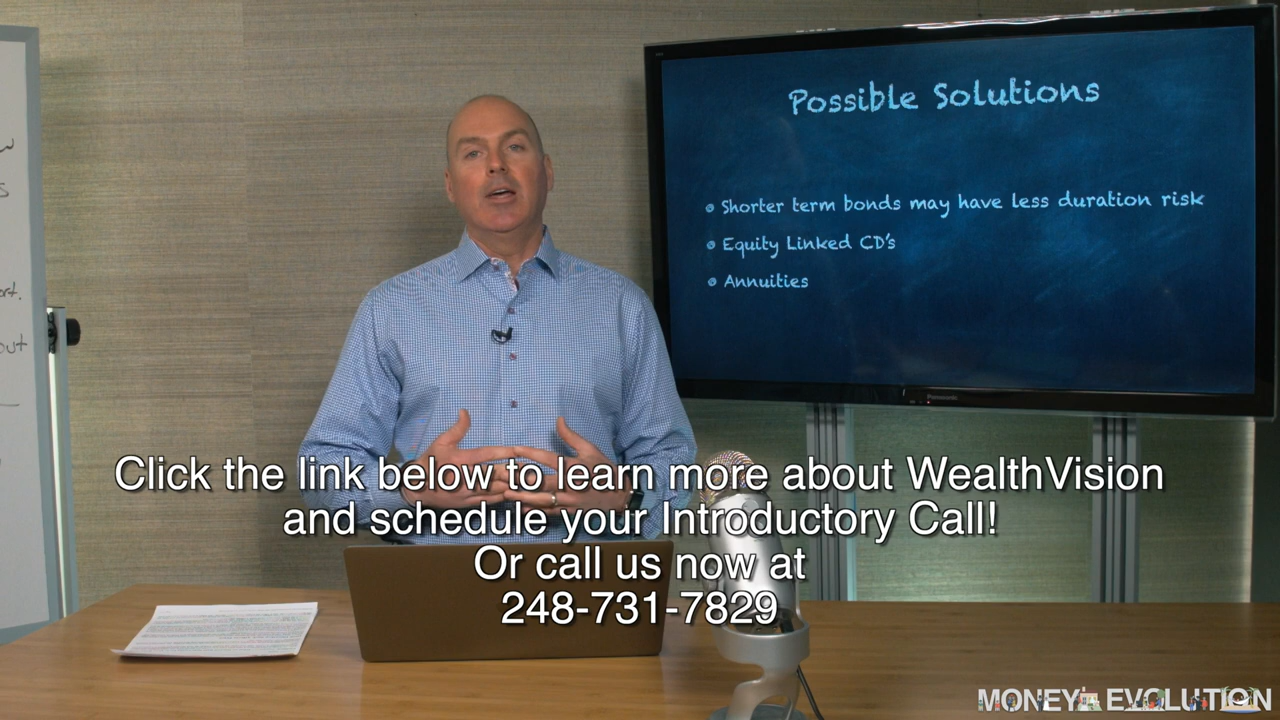 Possible Solutions
Shorter term bonds may have less duration risk
Equity Linked CD's
Annuities
Click the link below to learn more about WealthVision
and schedule your Introductory Call!
Or call us now at
248-731-7829
Panasonic
MONEY EVOLUTION